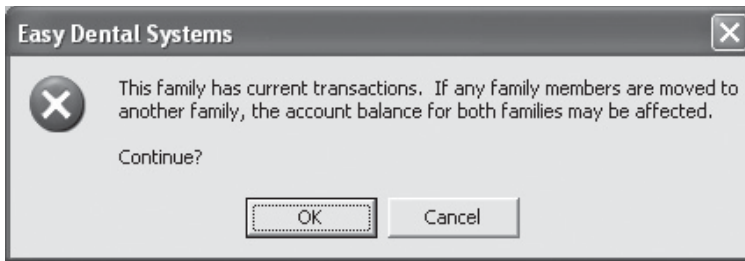 Easy Dental Systems
This family has current transactions.  If any family members are moved to
another family, the account balance for both families may be affected.
Continue?
OK
Cancel